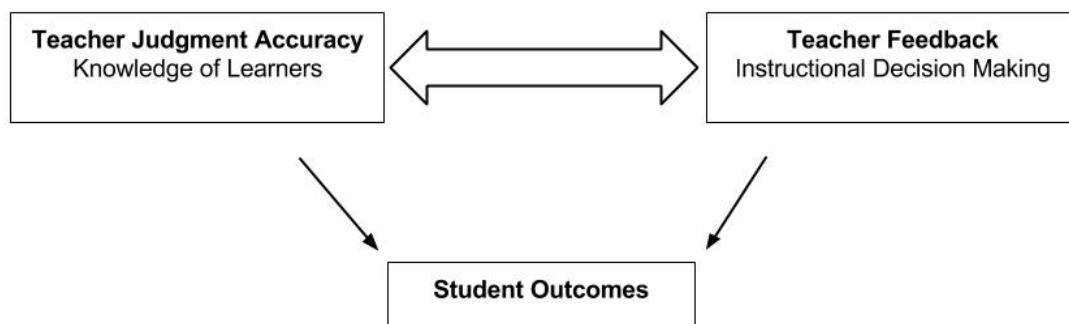 Teacher Judgment Accuracy
Knowledge of Learners
Teacher Feedback
Instructional Decision Making
Student Outcomes